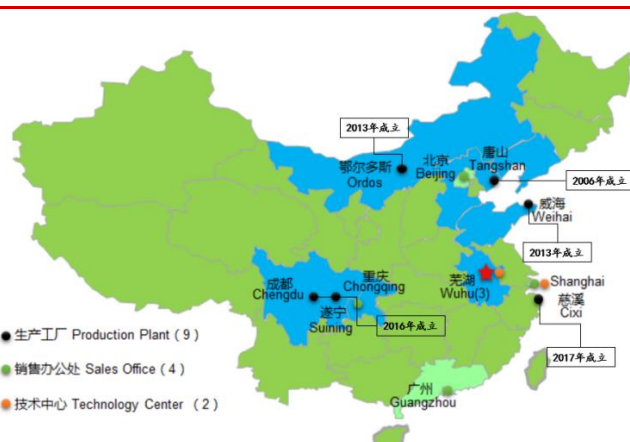 2013年成立
鄂尔多斯
Ordos
北京
Beijing
唐山
Tangshan
2006年成立
威海
Weihai
2013年成立
成都
Chengdu
重庆
Chongqing
遂宁
Suining
2016年成立
芜湖
Wuhu(3)
Shanghai
慈溪
Cixi
2017年成立
广州
Guangzhou
生产工厂 Production Plant ( 9 )
销售办公处 Sales Office ( 4 )
技术中心 Technology Center ( 2 )